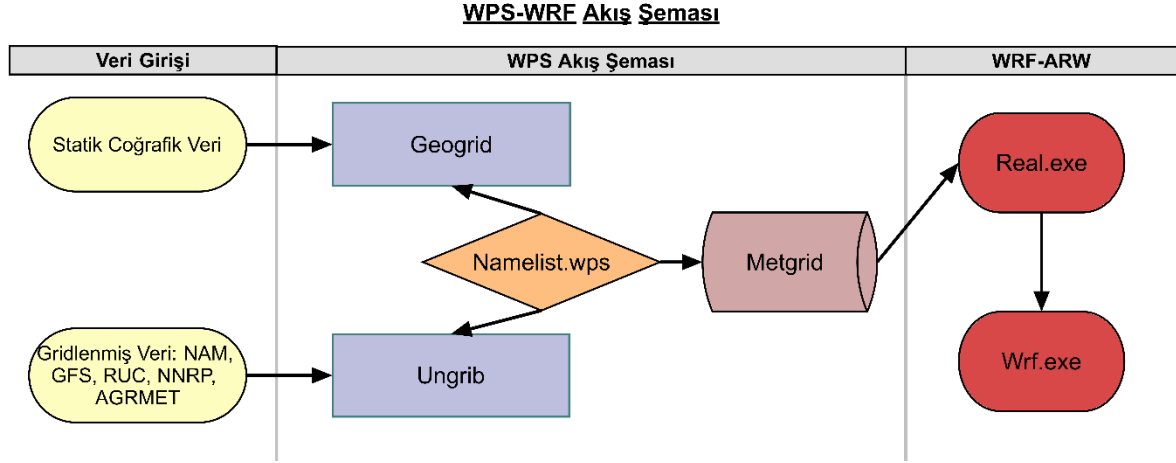 WPS-WRF Akış Şeması
Veri Girişi
WPS Akış Şeması
WRF-ARW
Statik Coğrafik Veri
Geogrid
Real.exe
Namelist.wps
Metgrid
Gridlenmiş Veri: NAM,
GFS, RUC, NNRP,
AGRMET
Ungrib
Wrf.exe